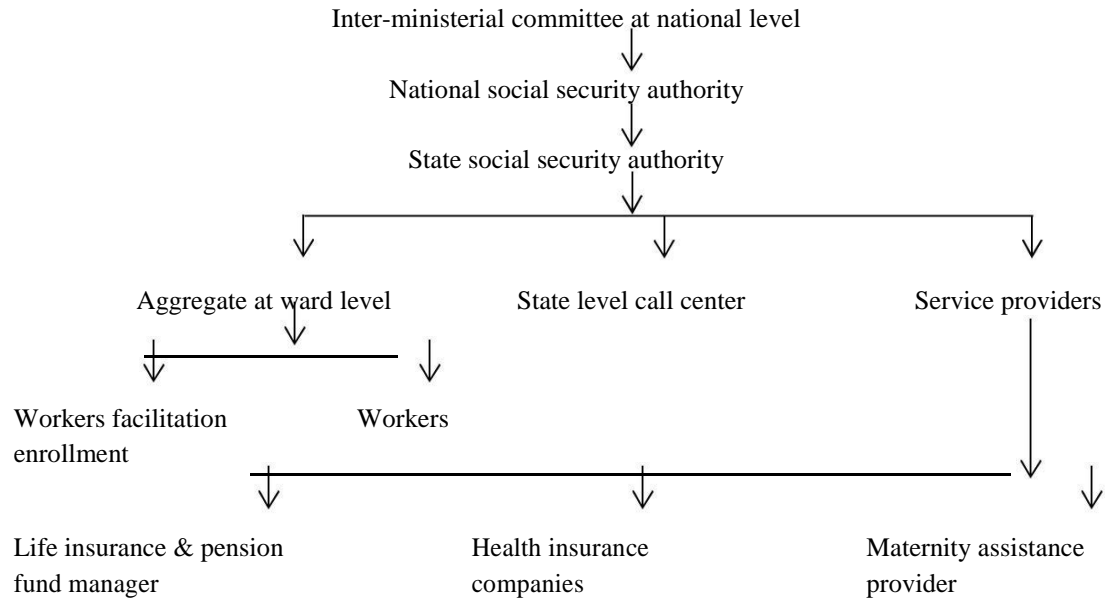 Inter-ministerial committee at national level
National social security authority
State social security authority
Aggregate at ward level
State level call center
Service providers
Workers facilitation
enrollment
Workers
Life insurance & pension
fund manager
Health insurance
companies
Maternity assistance
provider